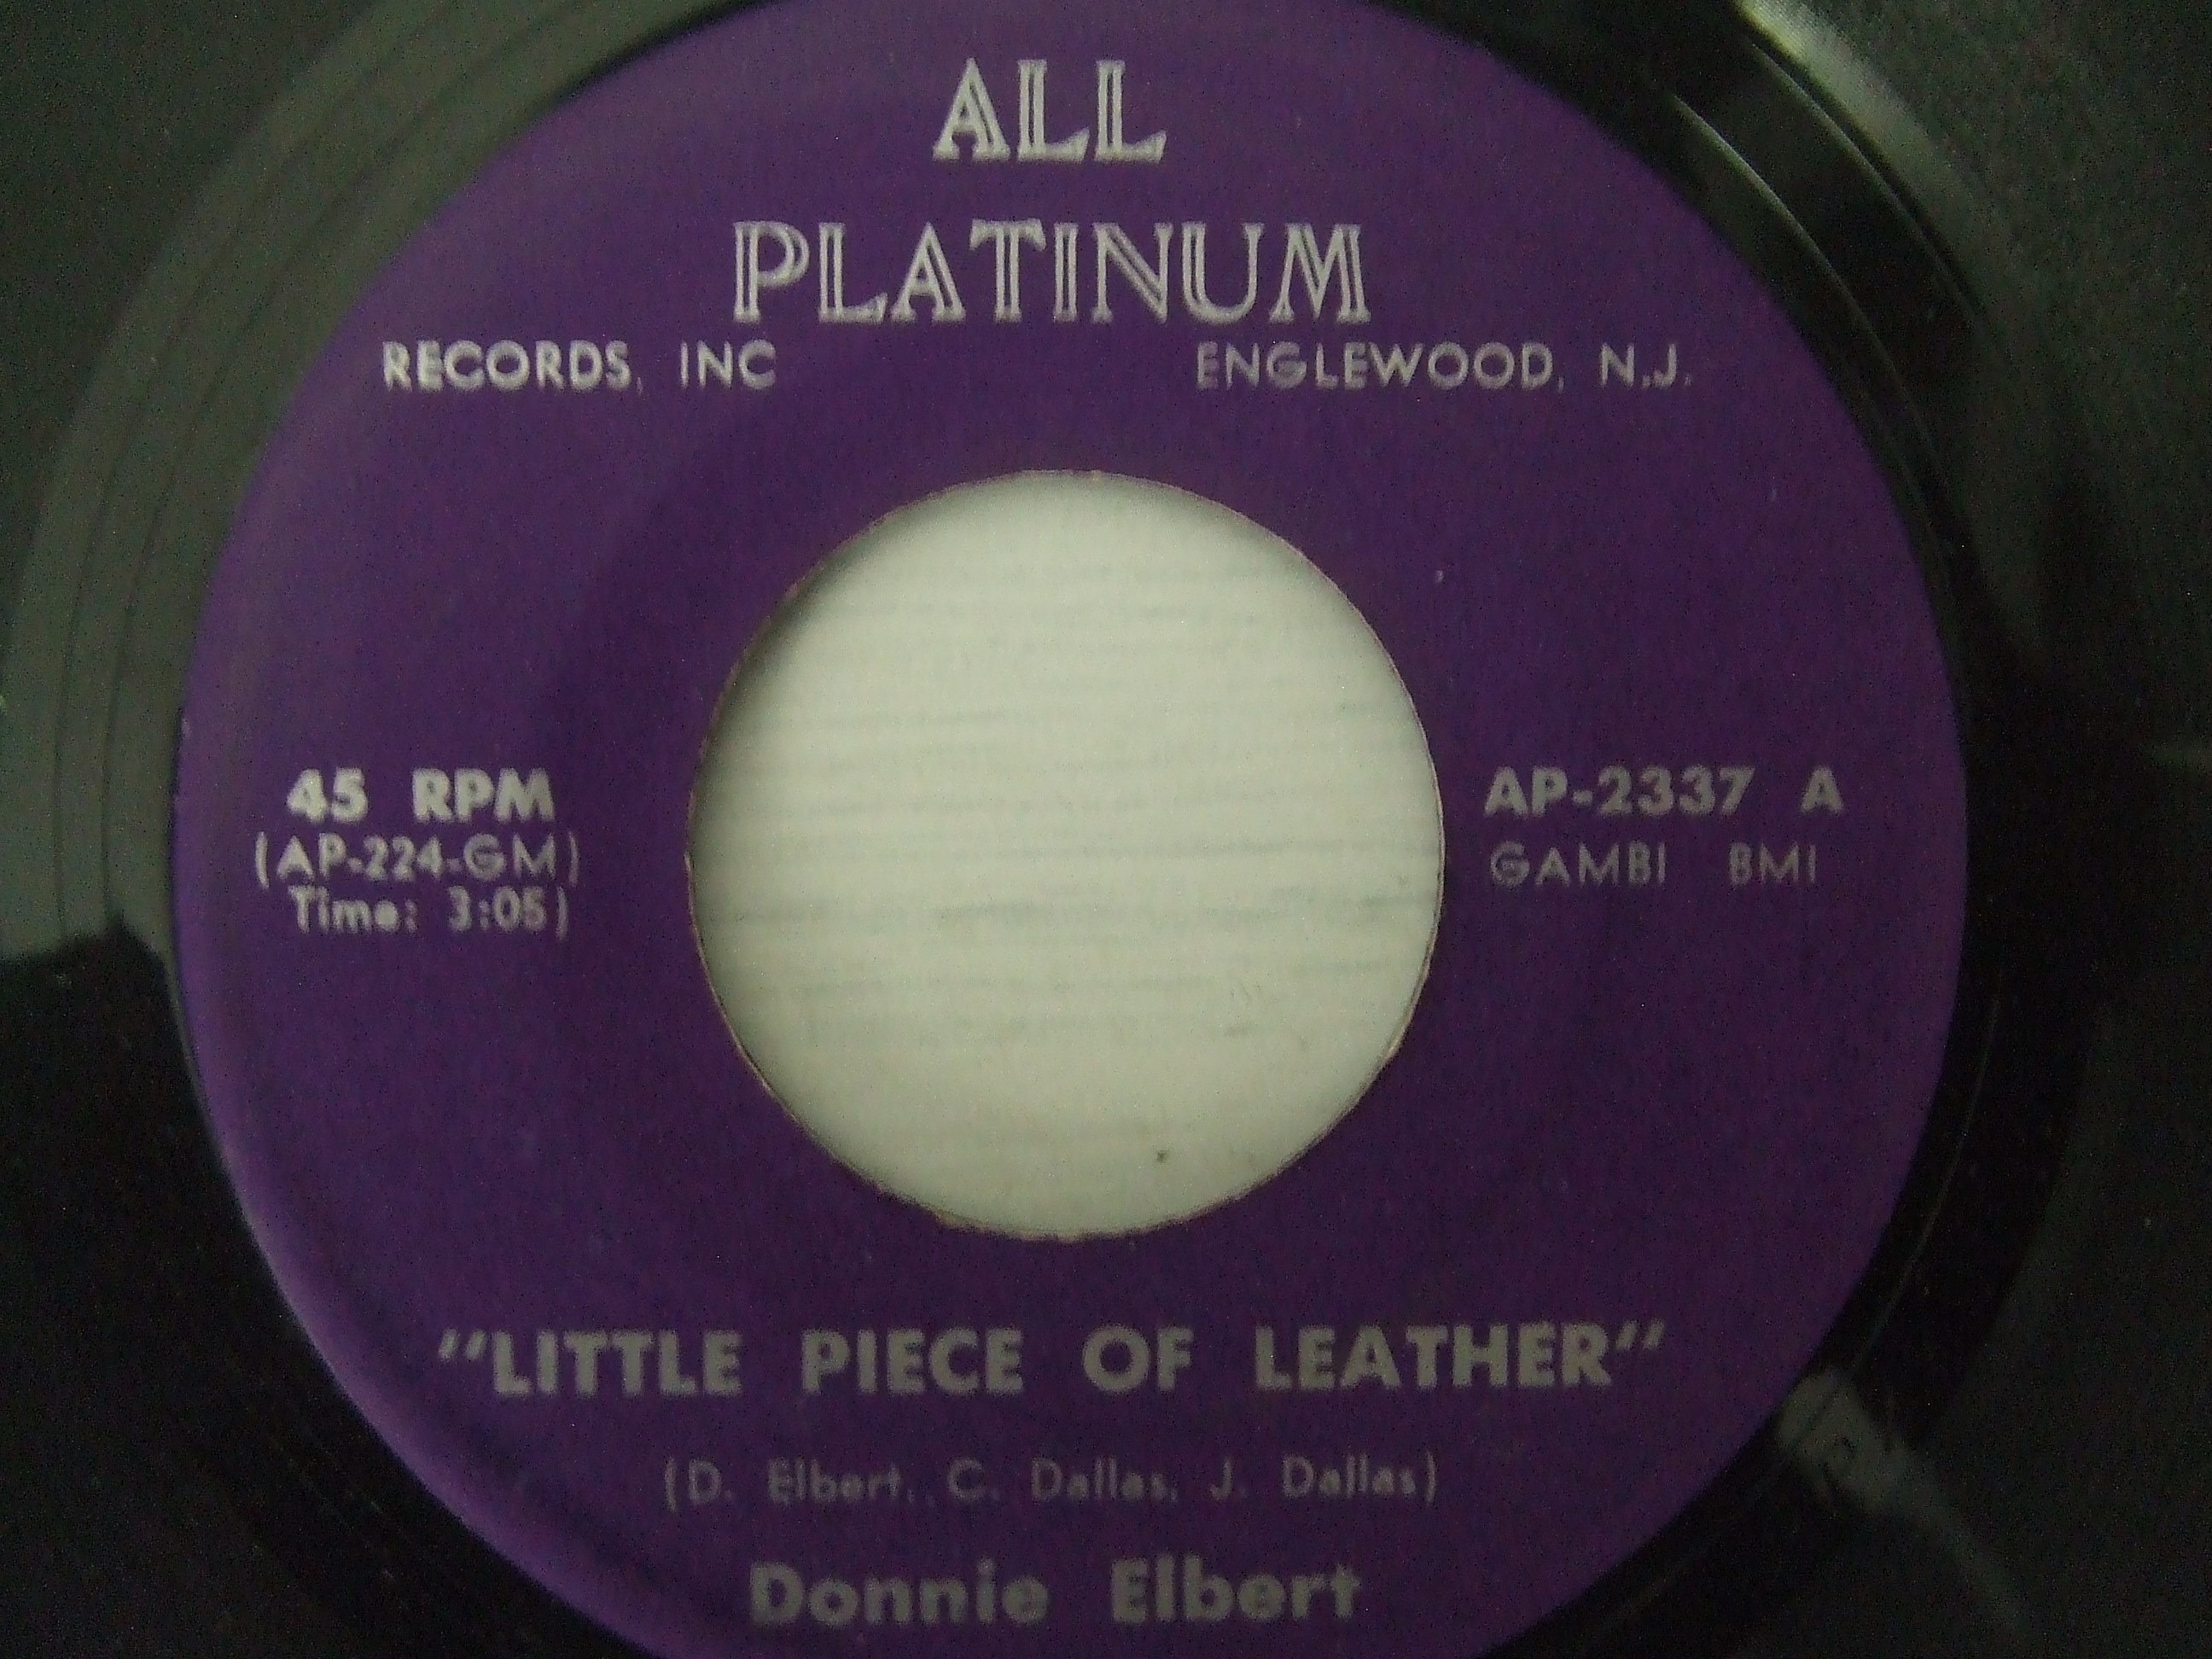 ALL
PLATINUM
RECORDS, INC ENGLEWOOD, N.J.
45 RPM
(AP-224-GM)
Time: 3:05)
AP-2337 A
GAMBI BMI
"LITTLE PIECE OF LEATHER"
(D. Elbert, C. Dallas, J. Dallas)
Donnie Elbert